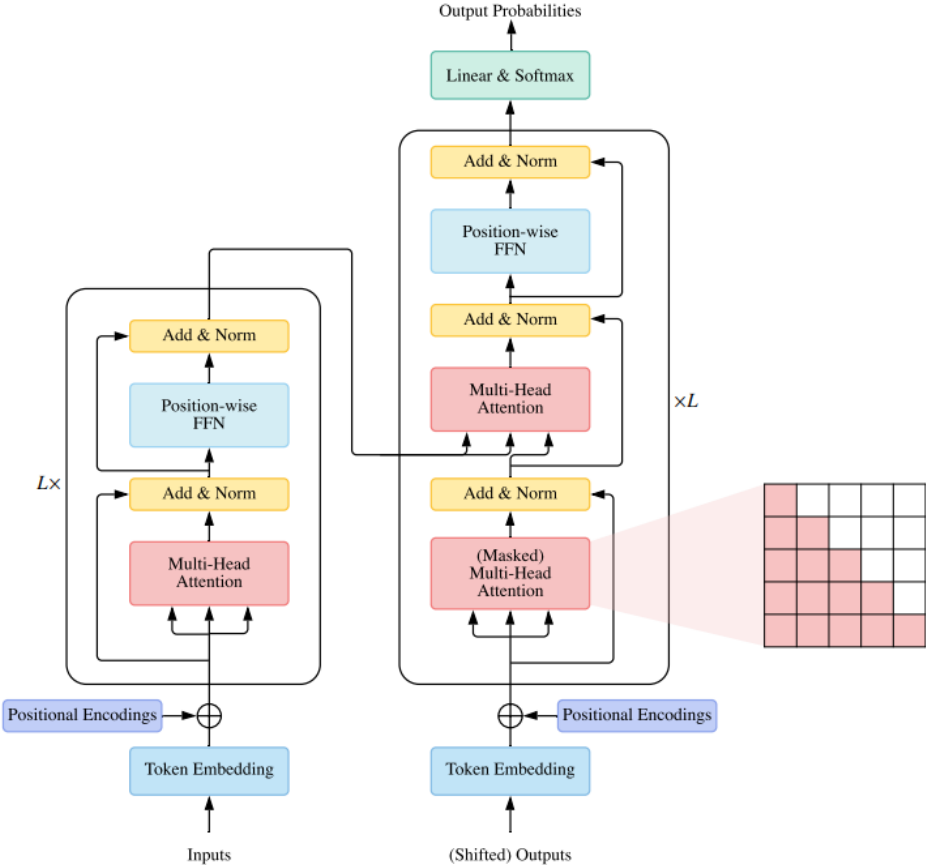 Output Probabilities
Linear & Softmax
Add & Norm
Position-wise
FFN
Add & Norm
Multi-Head
Attention
×L
Add & Norm
(Masked)
Multi-Head
Attention
Positional Encodings
Token Embedding
(Shifted) Outputs
Add & Norm
Position-wise
FFN
L×
Add & Norm
Multi-Head
Attention
Positional Encodings
Token Embedding
Inputs